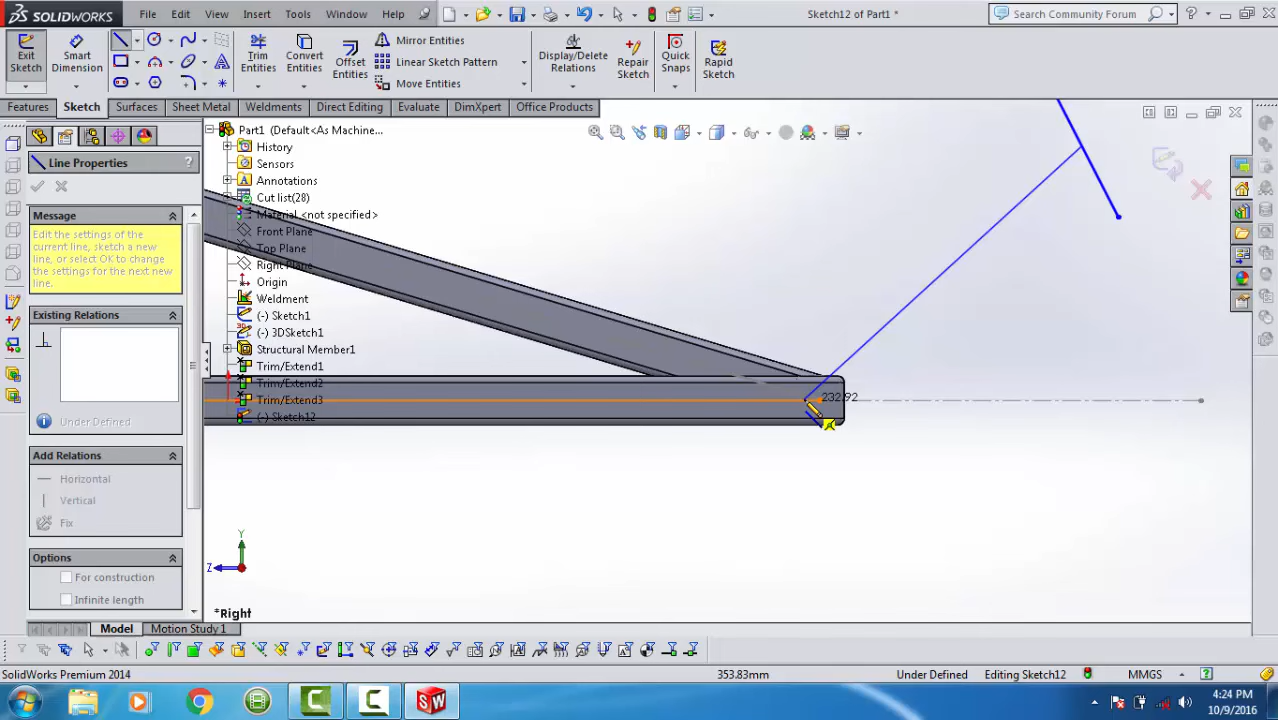 SOLIDWORKS File Edit View Insert Tools Window Help Sketch12 of Part1 * Search Community Forum
Exit Sketch
Smart Dimension
Trim Entities
Convert Entities
Offset Entities
Mirror Entities
Linear Sketch Pattern
Move Entities
Display/Delete Relations
Repair Sketch
Quick Snaps
Rapid Sketch
Features Sketch Surfaces Sheet Metal Weldments Direct Editing Evaluate DimXpert Office Products
Line Properties ?
Message
Edit the settings of the
current line, sketch a new
line, or select OK to change
the settings for the next new
line.
Existing Relations
Under Defined
Add Relations
Horizontal
Vertical
Fix
Options
For construction
Infinite length
Part1 (Default<As Machine...
History
Sensors
Annotations
Cut list(28)
Material <not specified>
Front Plane
Top Plane
Right Plane
Origin
Weldment
(-) Sketch1
(-) 3DSketch1
Structural Member1
Trim/Extend1
Trim/Extend2
Trim/Extend3
(-) Sketch12
232.92
Y
Z
*Right
Model Motion Study 1
SolidWorks Premium 2014 353.83mm Under Defined Editing Sketch12 MMGS
4:24 PM
10/9/2016